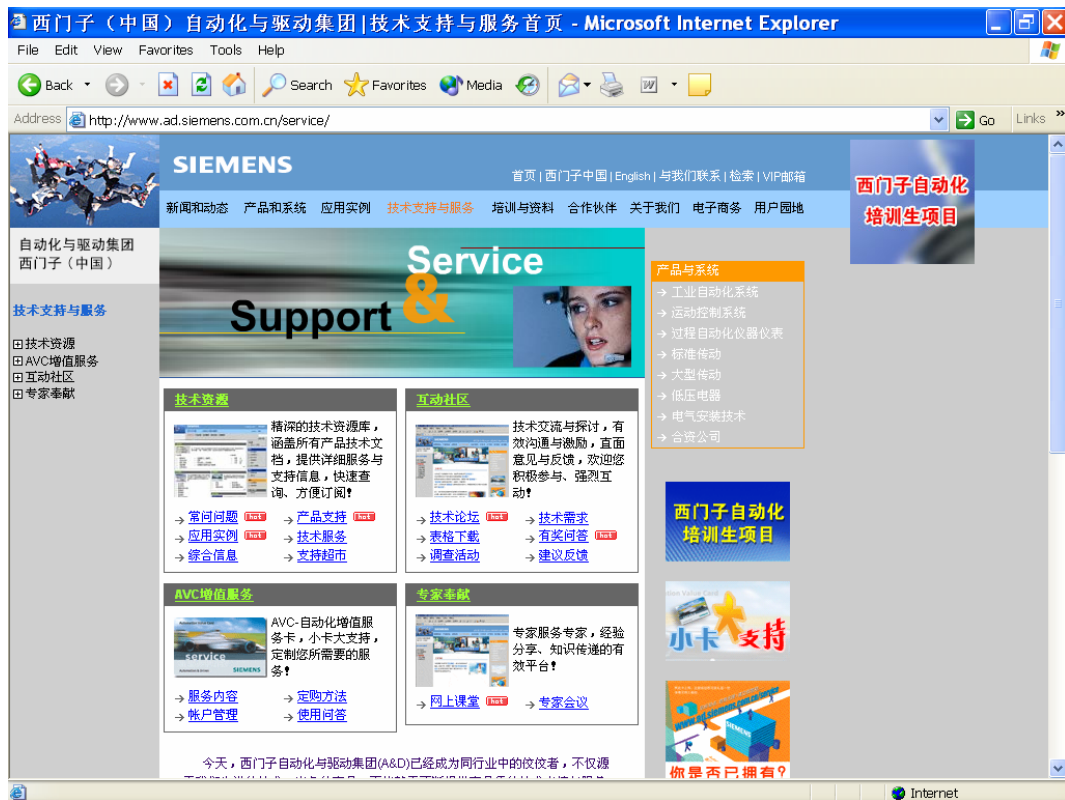 西门子（中国）自动化与驱动集团|技术支持与服务首页 - Microsoft Internet Explorer
File Edit View Favorites Tools Help
Back Search Favorites Media
Address http://www.ad.siemens.com.cn/service/ Go Links »
SIEMENS
首页|西门子中国|English|与我们联系|检索|VIP邮箱
新闻和动态 产品和系统 应用实例 技术支持与服务 培训与资料 合作伙伴 关于我们 电子商务 用户园地
西门子自动化
培训生项目
自动化与驱动集团
西门子（中国）
技术支持与服务
技术资源
AVC增值服务
互动社区
专家奉献
Service
&
Support
产品与系统
→ 工业自动化系统
→ 运动控制系统
→ 过程自动化仪器仪表
→ 标准传动
→ 大型传动
→ 低压电器
→ 电气安装技术
→ 合资公司
技术资源
精深的技术资源库，
涵盖所有产品技术文
档，提供详细服务与
支持信息，快速查
询、方便订阅！
→ 常问问题 hot → 产品支持 hot
→ 应用实例 hot → 技术服务
→ 综合信息 → 支持超市
互动社区
技术交流与探讨，有
效沟通与激励，直面
意见与反馈，欢迎您
积极参与、强烈互
动！
→ 技术论坛 hot → 技术需求
→ 表格下载 → 有奖问答 hot
→ 调查活动 → 建议反馈
AVC增值服务
service
SIEMENS
AVC-自动化增值服
务卡，小卡大支持，
定制您所需要的服
务！
→ 服务内容 → 定购方法
→ 帐户管理 → 使用问答
专家奉献
专家服务专家，经验
分享、知识传递的有
效平台！
→ 网上课堂 hot → 专家会议
西门子自动化
培训生项目
小卡大支持
www.ad.siemens.com.cn/service
SIEMENS
你是否已拥有?
今天，西门子自动化与驱动集团(A&D)已经成为同行业中的佼佼者，不仅源
Internet